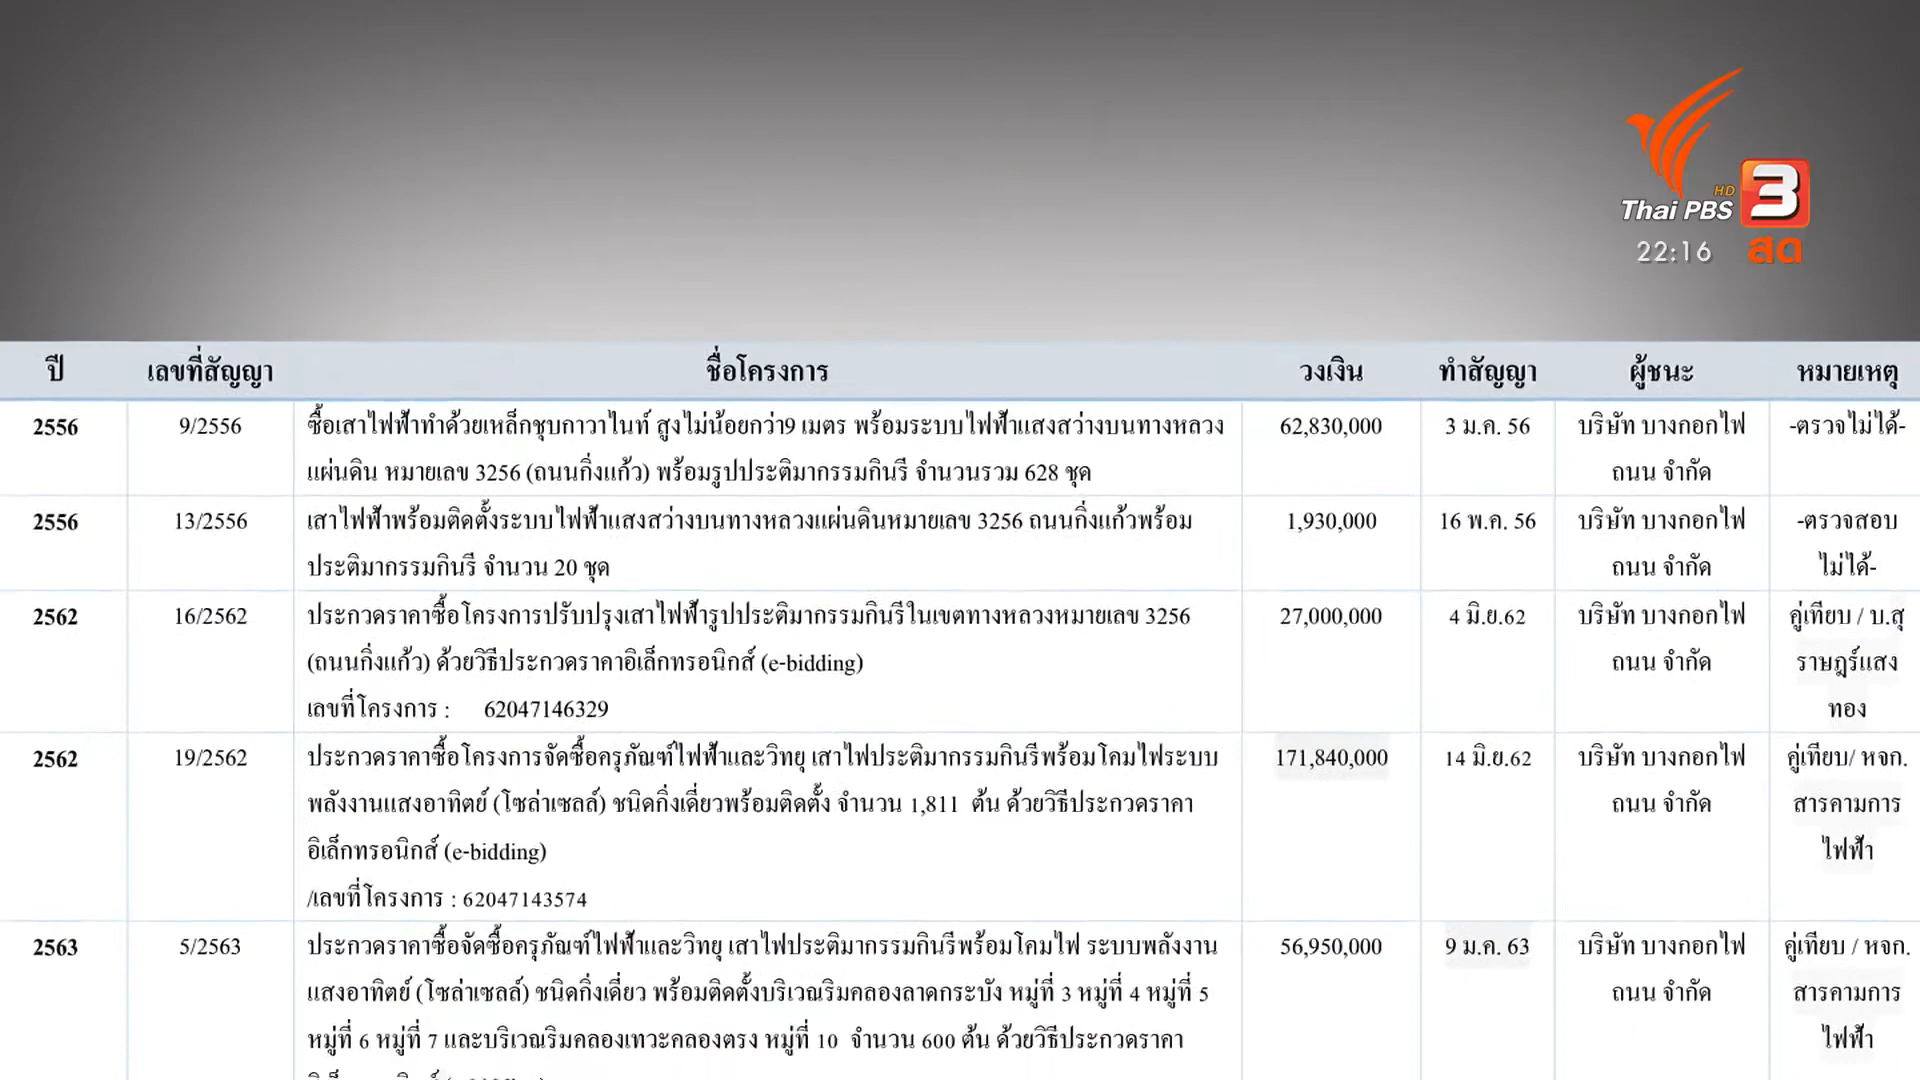 HD
Thai PBS 3
22:16 สด
ปี เลขที่สัญญา ชื่อโครงการ วงเงิน ทำสัญญา ผู้ชนะ หมายเหตุ
2556 9/2556 ซื้อเสาไฟฟ้าทำด้วยเหล็กชุบกาวาไนท์ สูงไม่น้อยกว่า9 เมตร พร้อมระบบไฟฟ้าแสงสว่างบนทางหลวง 62,830,000 3 ม.ค. 56 บริษัท บางกอกไฟ -ตรวจไม่ได้-
แผ่นดิน หมายเลข 3256 (ถนนกิ่งแก้ว) พร้อมรูปประติมากรรมกินรี จำนวนรวม 628 ชุด ถนน จำกัด
2556 13/2556 เสาไฟฟ้าพร้อมติดตั้งระบบไฟฟ้าแสงสว่างบนทางหลวงแผ่นดินหมายเลข 3256 ถนนกิ่งแก้วพร้อม 1,930,000 16 พ.ค. 56 บริษัท บางกอกไฟ -ตรวจสอบ
ประติมากรรมกินรี จำนวน 20 ชุด ถนน จำกัด ไม่ได้-
2562 16/2562 ประกวดราคาซื้อโครงการปรับปรุงเสาไฟฟ้ารูปประติมากรรมกินรีในเขตทางหลวงหมายเลข 3256 27,000,000 4 มิ.ย.62 บริษัท บางกอกไฟ คู่เทียบ / บ.สุ
(ถนนกิ่งแก้ว) ด้วยวิธีประกวดราคาอิเล็กทรอนิกส์ (e-bidding) ถนน จำกัด ราษฎร์แสง
เลขที่โครงการ : 62047146329 ทอง
2562 19/2562 ประกวดราคาซื้อโครงการจัดซื้อครุภัณฑ์ไฟฟ้าและวิทยุ เสาไฟประติมากรรมกินรีพร้อมโคมไฟระบบ 171,840,000 14 มิ.ย.62 บริษัท บางกอกไฟ คู่เทียบ/ หจก.
พลังงานแสงอาทิตย์ (โซล่าเซลล์) ชนิดกิ่งเดี่ยวพร้อมติดตั้ง จำนวน 1,811 ต้น ด้วยวิธีประกวดราคา ถนน จำกัด สารคามการ
อิเล็กทรอนิกส์ (e-bidding) ไฟฟ้า
/เลขที่โครงการ : 62047143574
2563 5/2563 ประกวดราคาซื้อจัดซื้อครุภัณฑ์ไฟฟ้าและวิทยุ เสาไฟประติมากรรมกินรีพร้อมโคมไฟ ระบบพลังงาน 56,950,000 9 ม.ค. 63 บริษัท บางกอกไฟ คู่เทียบ / หจก.
แสงอาทิตย์ (โซล่าเซลล์) ชนิดกิ่งเดี่ยว พร้อมติดตั้งบริเวณริมคลองลาดกระบัง หมู่ที่ 3 หมู่ที่ 4 หมู่ที่ 5 ถนน จำกัด สารคามการ
หมู่ที่ 6 หมู่ที่ 7 และบริเวณริมคลองเทวะคลองตรง หมู่ที่ 10 จำนวน 600 ต้น ด้วยวิธีประกวดราคา ไฟฟ้า